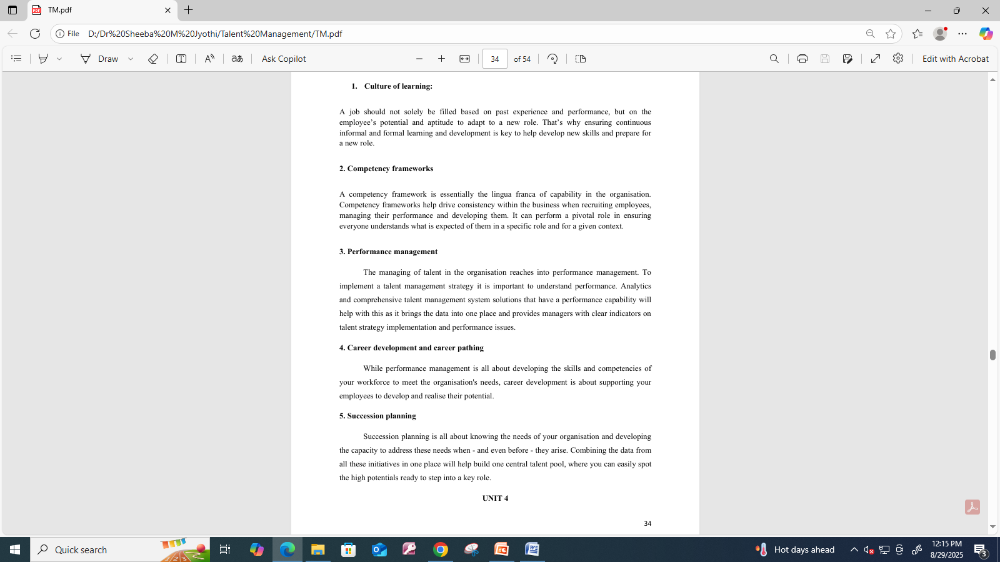 TM.pdf
File D:/Dr%20Sheeba%20M%20Jyothi/Talent%20Management/TM.pdf
Draw
Ask Copilot
34 of 54
Edit with Acrobat
1. Culture of learning:
A job should not solely be filled based on past experience and performance, but on the
employee’s potential and aptitude to adapt to a new role. That’s why ensuring continuous
informal and formal learning and development is key to help develop new skills and prepare for
a new role.
2. Competency frameworks
A competency framework is essentially the lingua franca of capability in the organisation.
Competency frameworks help drive consistency within the business when recruiting employees,
managing their performance and developing them. It can perform a pivotal role in ensuring
everyone understands what is expected of them in a specific role and for a given context.
3. Performance management
The managing of talent in the organisation reaches into performance management. To
implement a talent management strategy it is important to understand performance. Analytics
and comprehensive talent management system solutions that have a performance capability will
help with this as it brings the data into one place and provides managers with clear indicators on
talent strategy implementation and performance issues.
4. Career development and career pathing
While performance management is all about developing the skills and competencies of
your workforce to meet the organisation's needs, career development is about supporting your
employees to develop and realise their potential.
5. Succession planning
Succession planning is all about knowing the needs of your organisation and developing
the capacity to address these needs when - and even before - they arise. Combining the data from
all these initiatives in one place will help build one central talent pool, where you can easily spot
the high potentials ready to step into a key role.
UNIT 4
34
Quick search
Hot days ahead
12:15 PM
8/29/2025
3